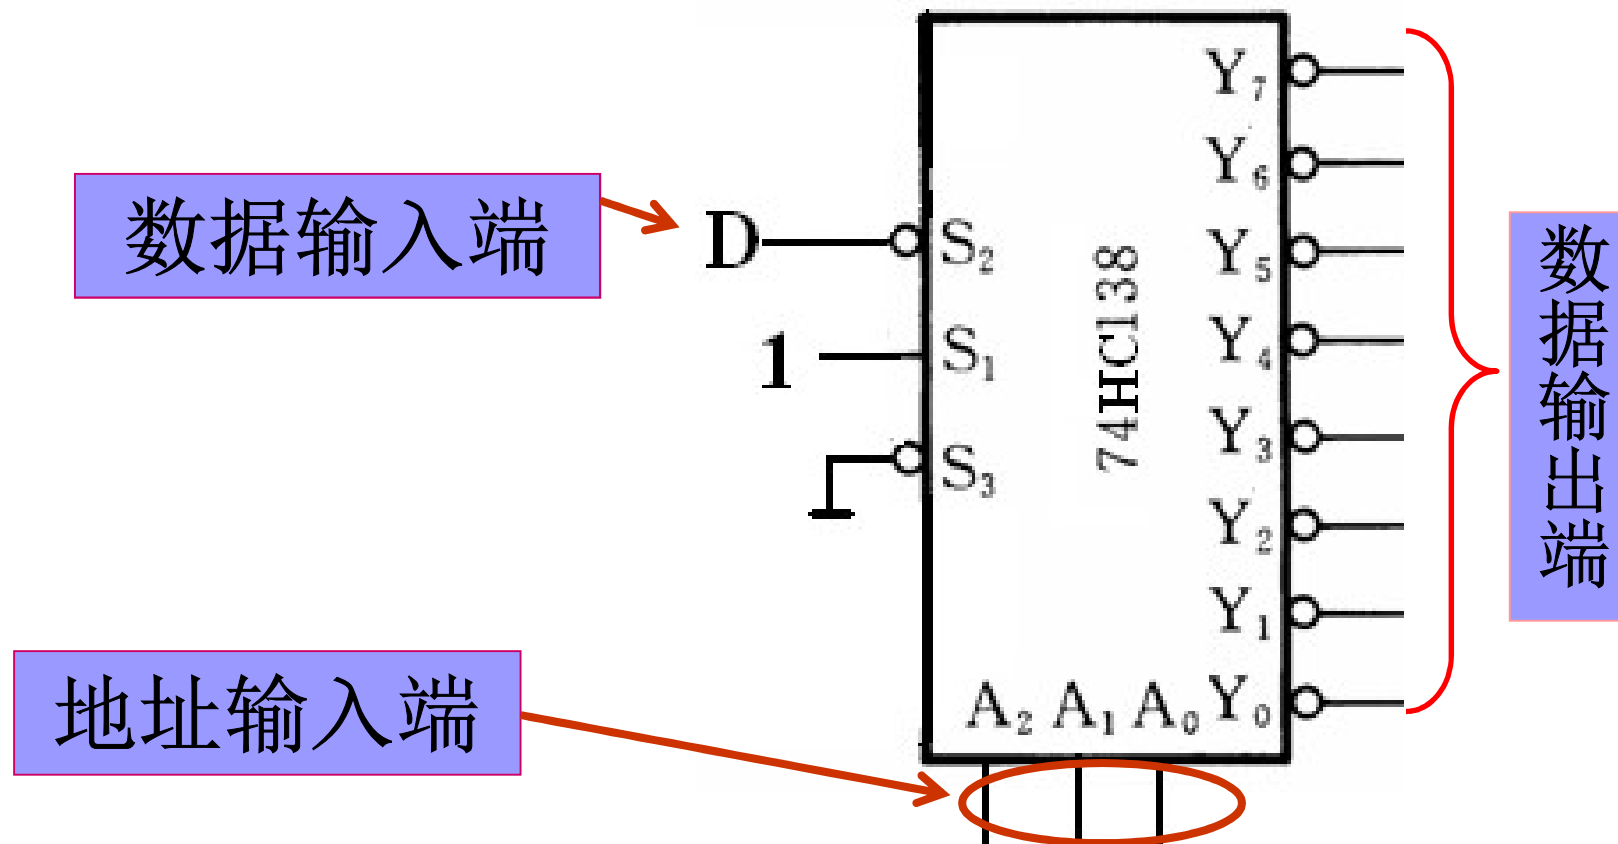 数据输入端
D
1
S₂
S₁
S₃
74HC138
Y₇
Y₆
Y₅
Y₄
Y₃
Y₂
Y₁
Y₀
A₂ A₁ A₀
数据输出端
地址输入端